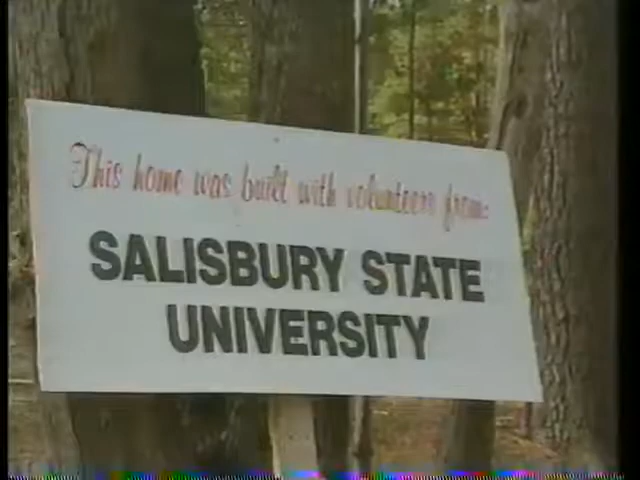 This home was built with volunteers from:
SALISBURY STATE
UNIVERSITY